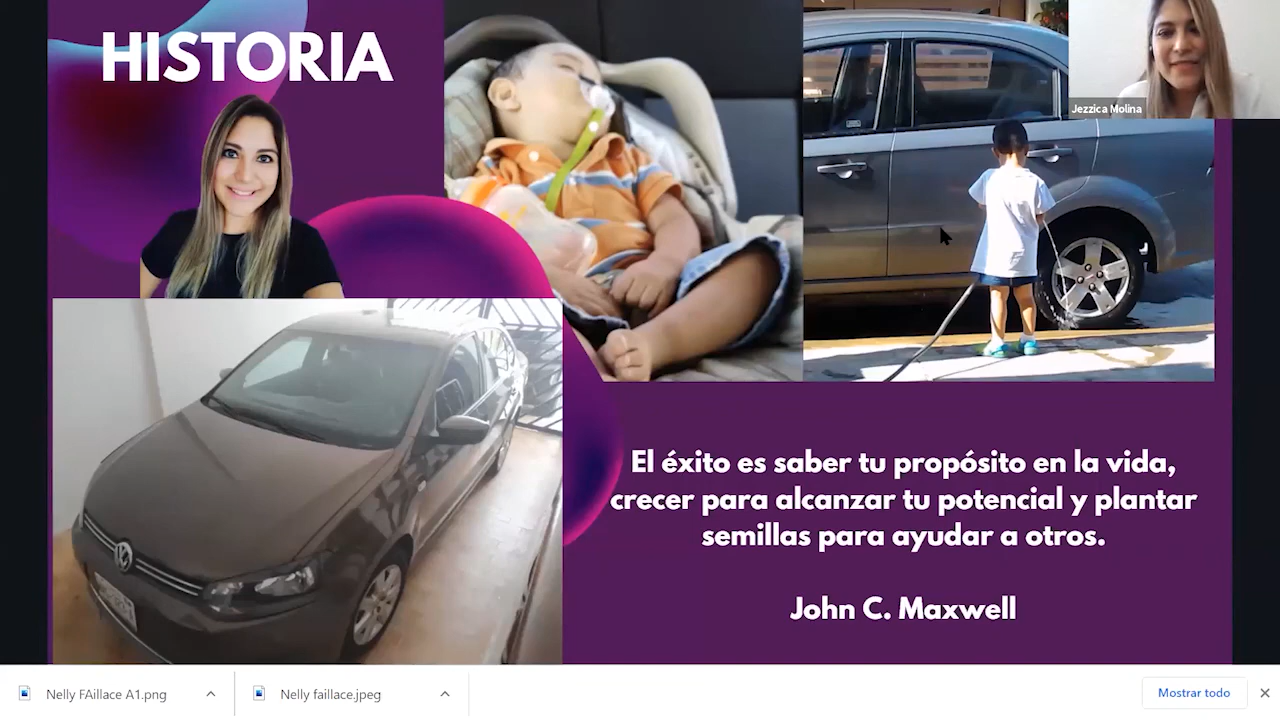 HISTORIA
Jezzica Molina
El éxito es saber tu propósito en la vida,
crecer para alcanzar tu potencial y plantar
semillas para ayudar a otros.
John C. Maxwell
Nelly FAillace A1.png
Nelly faillace.jpeg
Mostrar todo